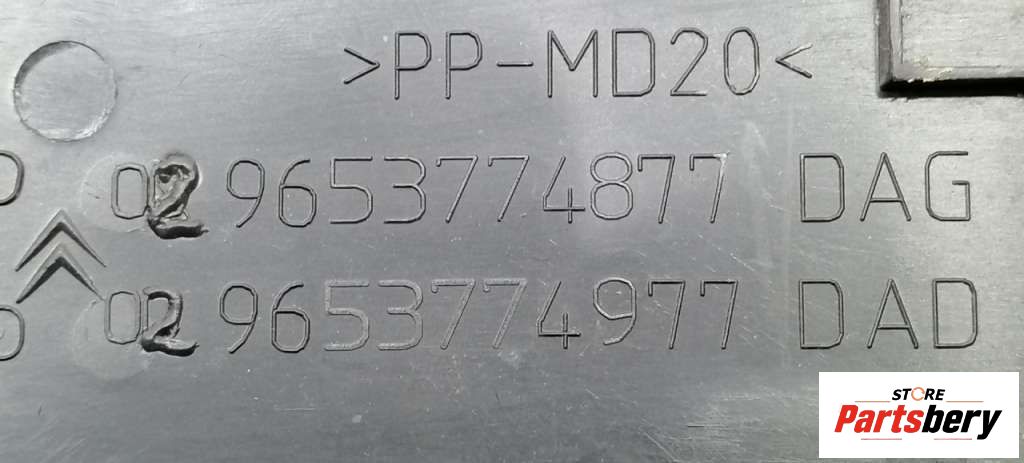 >PP-MD20<
02 9653774877 DAG
02 9653774977 DAD
STORE
Partsbery